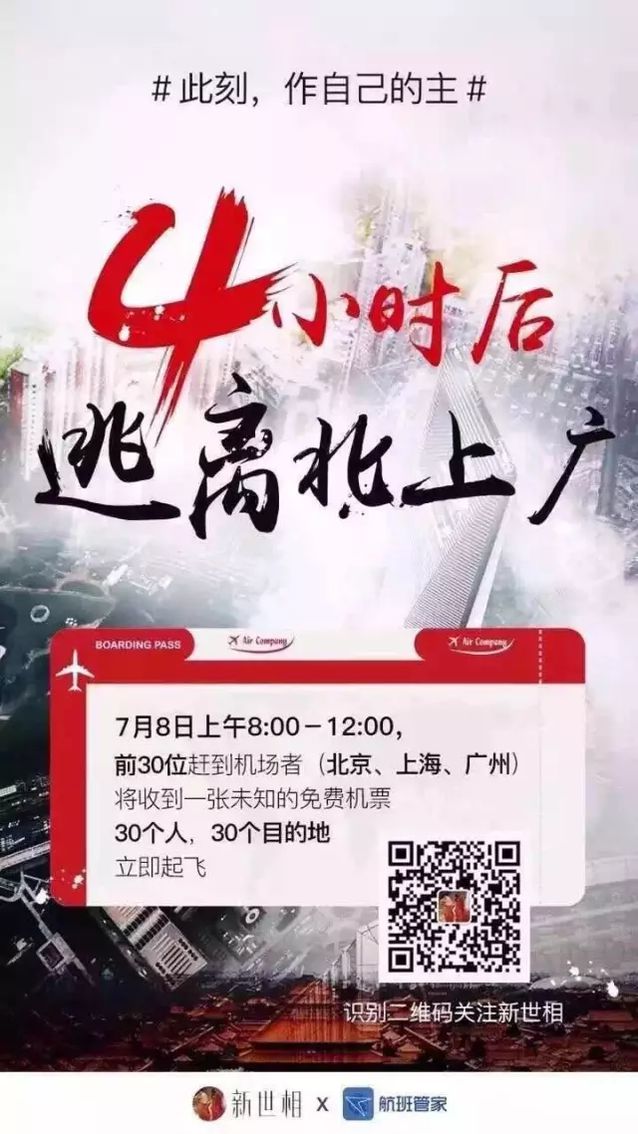 #此刻，作自己的主#
4小时后
逃离北上广
BOARDING PASS
Air Company
Air Company
7月8日上午8:00－12:00，
前30位赶到机场者（北京、上海、广州）
将收到一张未知的免费机票
30个人，30个目的地
立即起飞
识别二维码关注新世相
新世相 X 航班管家